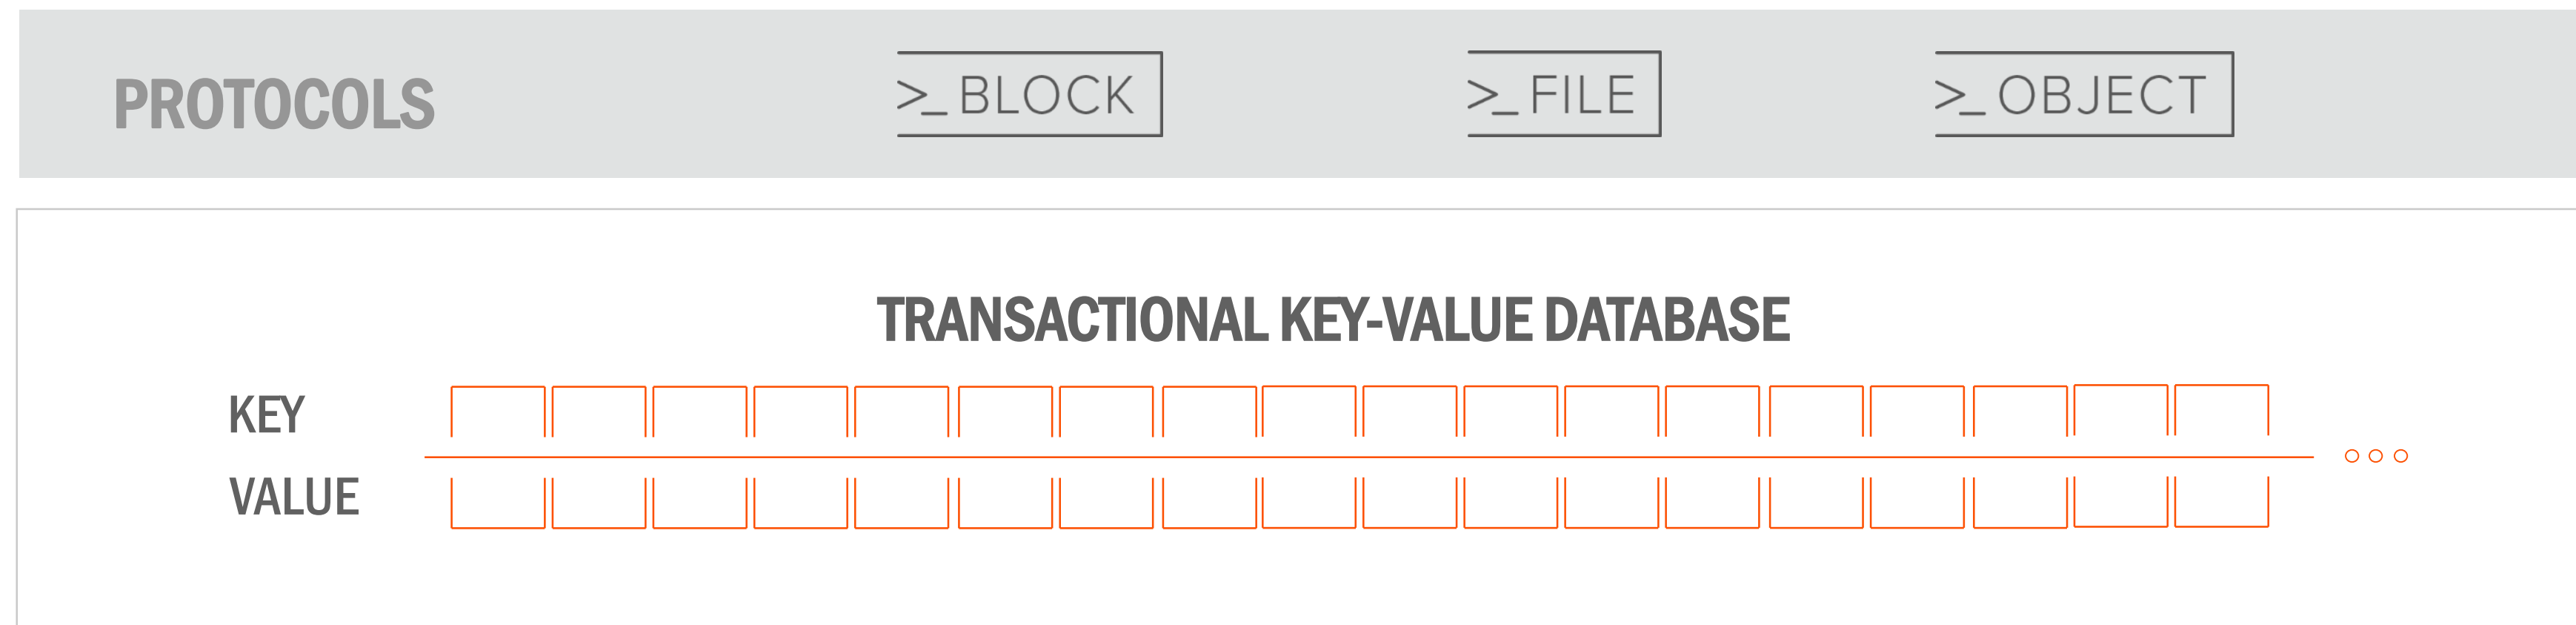 PROTOCOLS >_BLOCK >_FILE >_OBJECT
TRANSACTIONAL KEY-VALUE DATABASE
KEY
VALUE